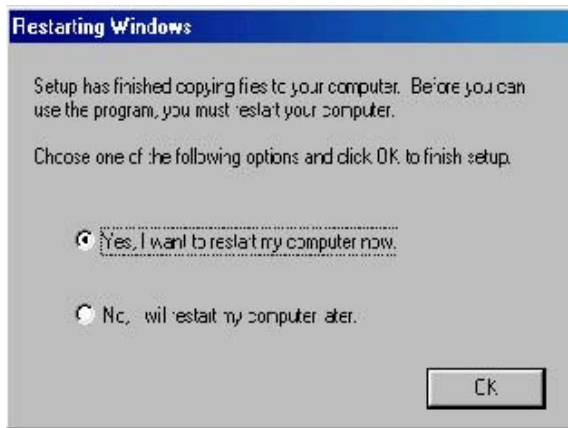 Restarting Windows
Setup has finished copying files to your computer. Before you can
use the program, you must restart your computer.
Choose one of the following options and click OK to finish setup.
Yes, I want to restart my computer now.
No, I will restart my computer later.
OK